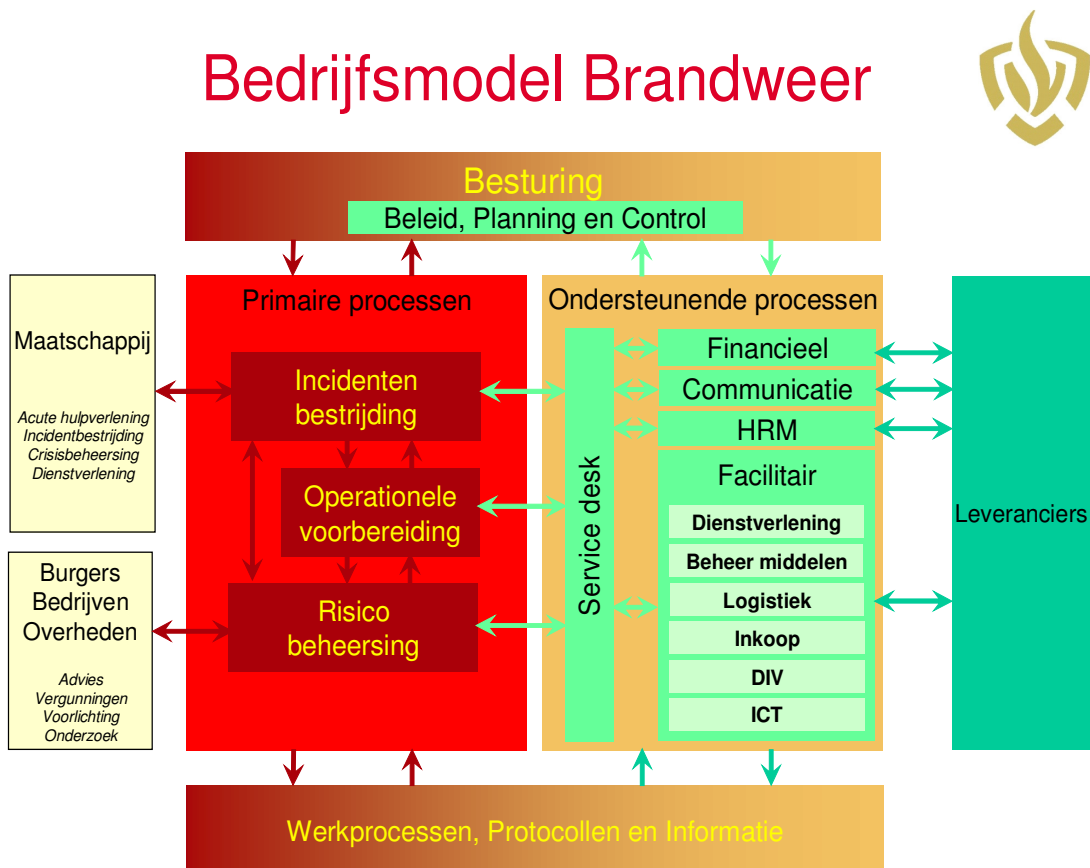 Bedrijfsmodel Brandweer
Besturing
Beleid, Planning en Control
Maatschappij
Acute hulpverlening
Incidentbestrijding
Crisisbeheersing
Dienstverlening
Burgers
Bedrijven
Overheden
Advies
Vergunningen
Voorlichting
Onderzoek
Primaire processen
Incidenten
bestrijding
Operationele
voorbereiding
Risico
beheersing
Ondersteunende processen
Service desk
Financieel
Communicatie
HRM
Facilitair
Dienstverlening
Beheer middelen
Logistiek
Inkoop
DIV
ICT
Leveranciers
Werkprocessen, Protocollen en Informatie